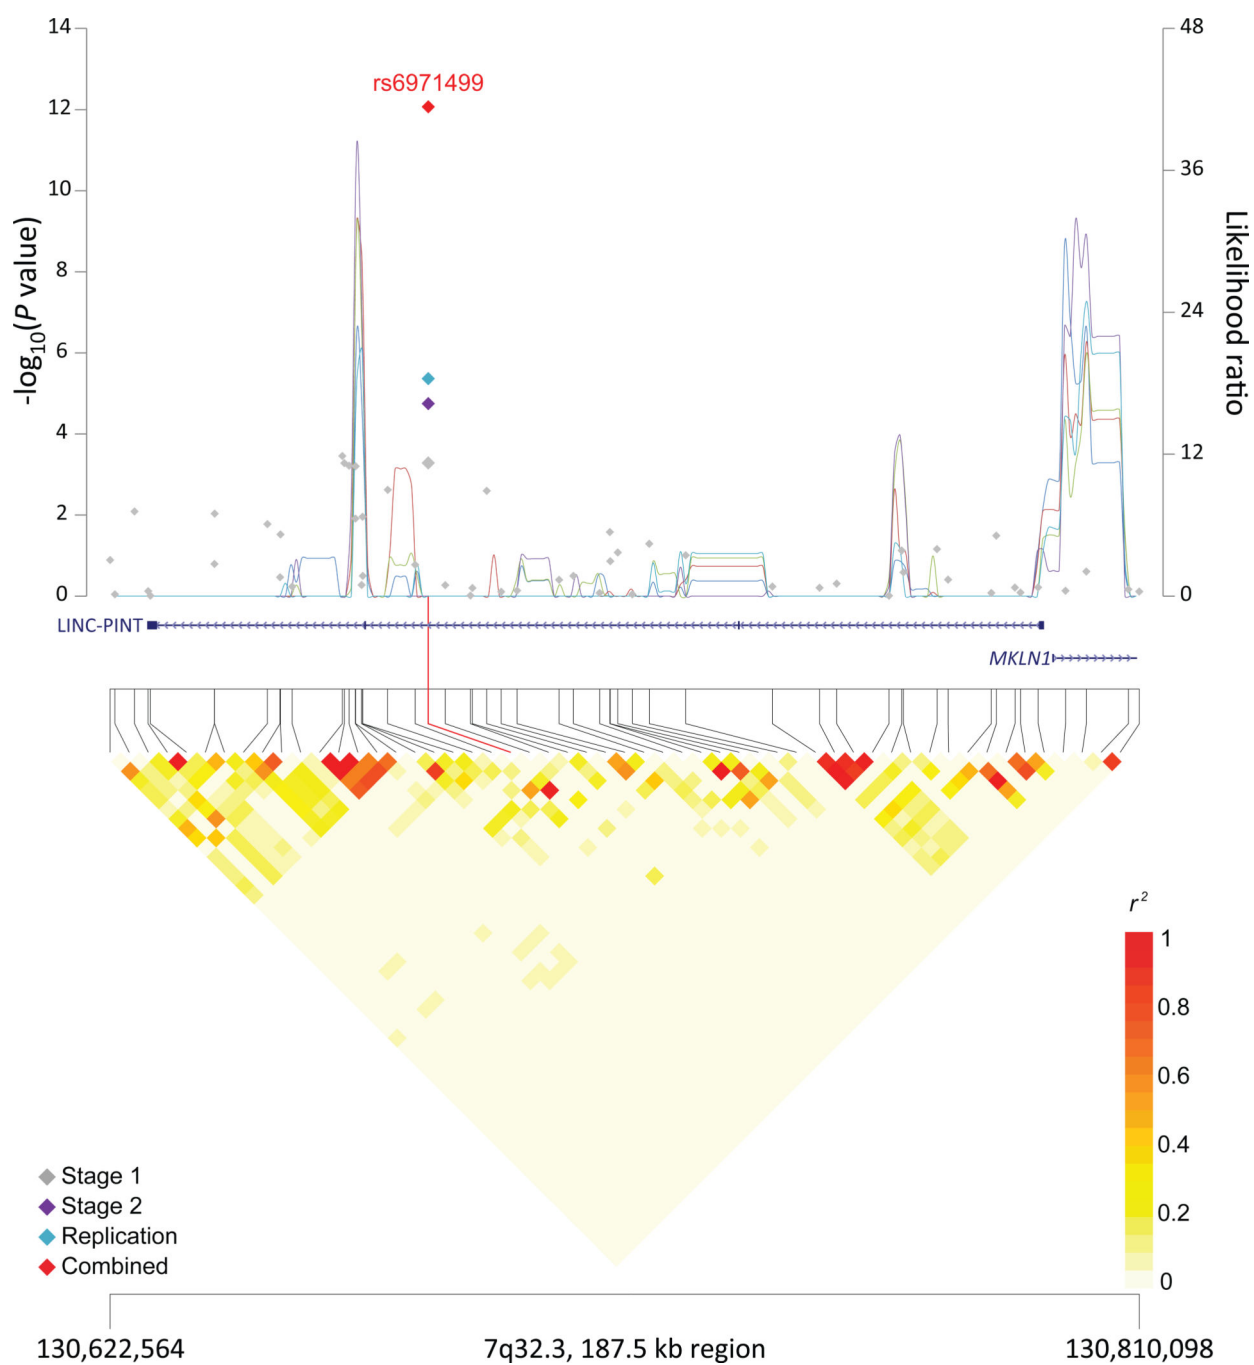 14
12
10
8
6
4
2
0
-log10(P value)
rs6971499
48
36
24
12
0
Likelihood ratio
LINC-PINT
MKLN1
r²
1
0.8
0.6
0.4
0.2
0
Stage 1
Stage 2
Replication
Combined
130,622,564 7q32.3, 187.5 kb region 130,810,098